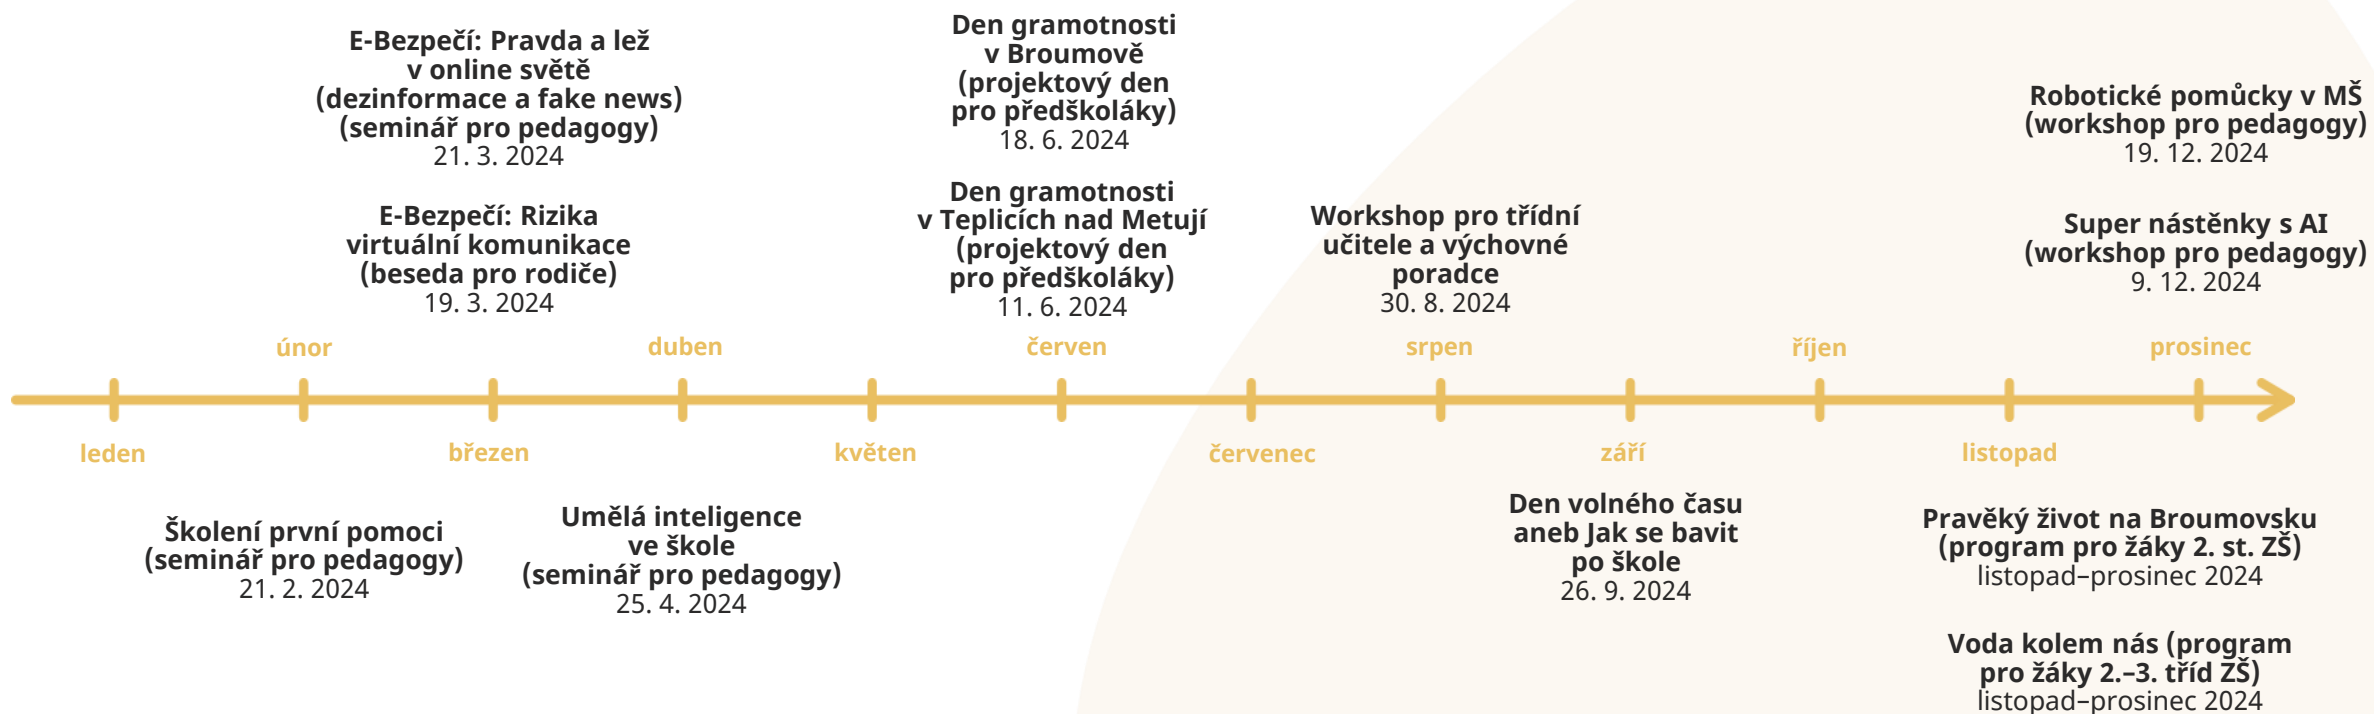 E-Bezpečí: Pravda a lež
v online světě
(dezinformace a fake news)
(seminář pro pedagogy)
21. 3. 2024
E-Bezpečí: Rizika
virtuální komunikace
(beseda pro rodiče)
19. 3. 2024
Den gramotnosti
v Broumově
(projektový den
pro předškoláky)
18. 6. 2024
Den gramotnosti
v Teplicích nad Metují
(projektový den
pro předškoláky)
11. 6. 2024
Workshop pro třídní
učitele a výchovné
poradce
30. 8. 2024
Robotické pomůcky v MŠ
(workshop pro pedagogy)
19. 12. 2024
Super nástěnky s AI
(workshop pro pedagogy)
9. 12. 2024
únor
duben
červen
srpen
říjen
prosinec
leden
březen
květen
červenec
září
listopad
Školení první pomoci
(seminář pro pedagogy)
21. 2. 2024
Umělá inteligence
ve škole
(seminář pro pedagogy)
25. 4. 2024
Den volného času
aneb Jak se bavit
po škole
26. 9. 2024
Pravěký život na Broumovsku
(program pro žáky 2. st. ZŠ)
listopad–prosinec 2024
Voda kolem nás (program
pro žáky 2.–3. tříd ZŠ)
listopad–prosinec 2024